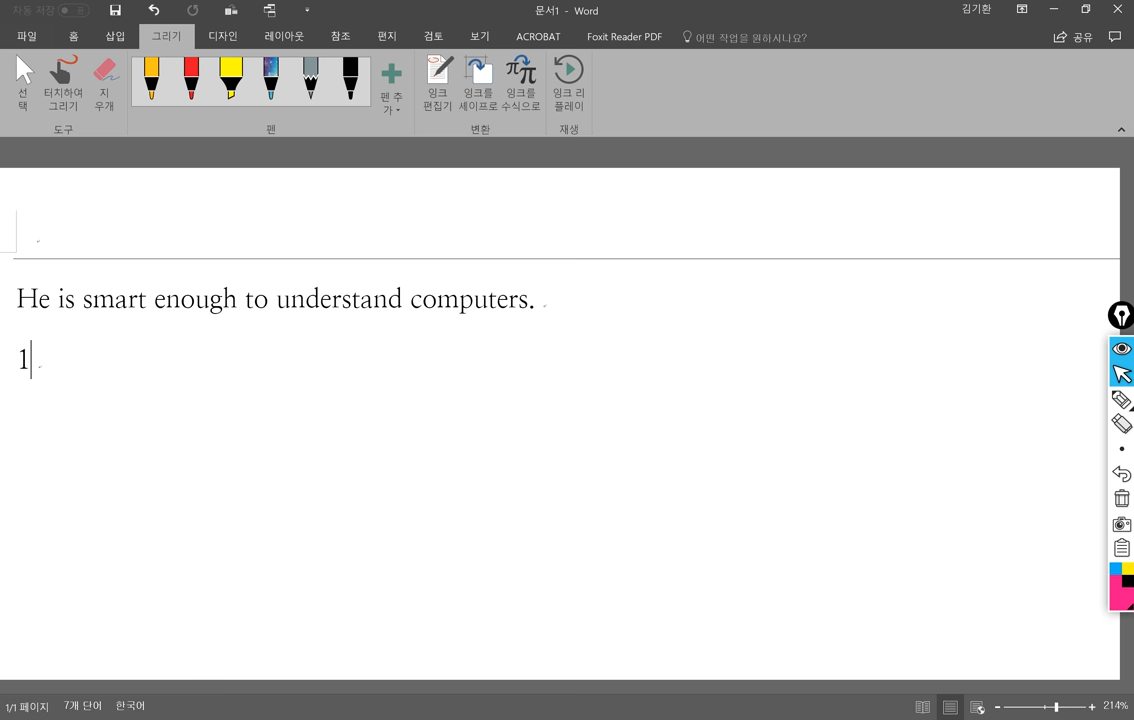 자동 저장
문서1 - Word
김기환
파일 홈 삽입 그리기 디자인 레이아웃 참조 편지 검토 보기 ACROBAT Foxit Reader PDF 어떤 작업을 원하시나요? 공유
선택
터치하여 그리기
지우개
펜 추가
잉크 편집기
잉크를 셰이프로
잉크를 수식으로
잉크 리플레이
도구 펜 변환 재생
He is smart enough to understand computers.
1
1/1 페이지 7개 단어 한국어 214%